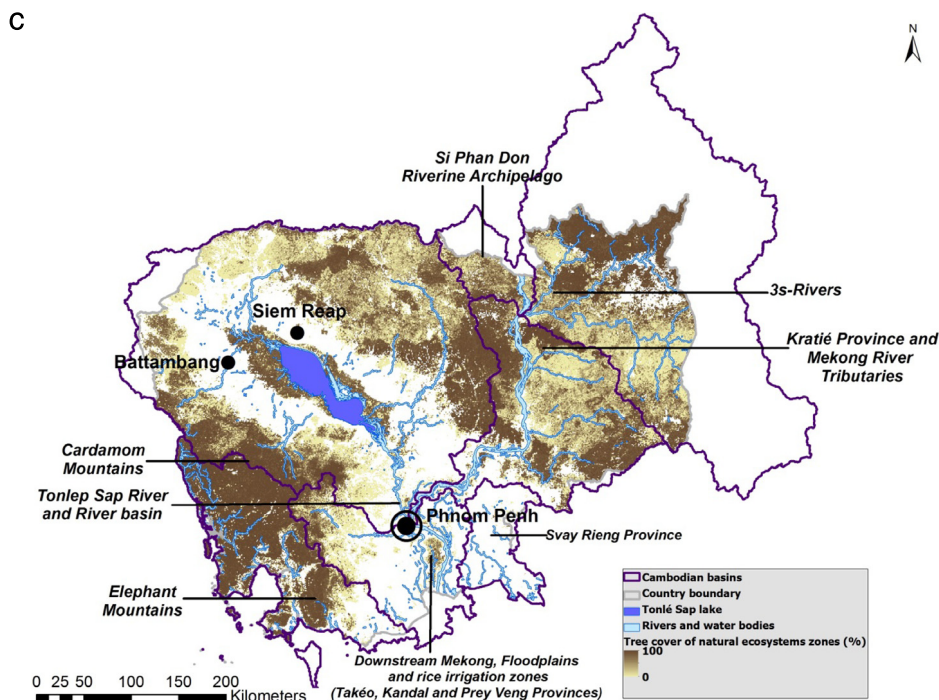 C
N
Si Phan Don
Riverine Archipelago
3s-Rivers
Siem Reap
Kratié Province and
Mekong River
Tributaries
Battambang
Cardamom
Mountains
Tonlep Sap River
and River basin
Phnom Penh
Svay Rieng Province
Elephant
Mountains
Downstream Mekong, Floodplains
and rice irrigation zones
(Takéo, Kandal and Prey Veng Provinces)
Cambodian basins
Country boundary
Tonlé Sap lake
Rivers and water bodies
Tree cover of natural ecosystems zones (%)
100
0
0 25 50 100 150 200
Kilometers